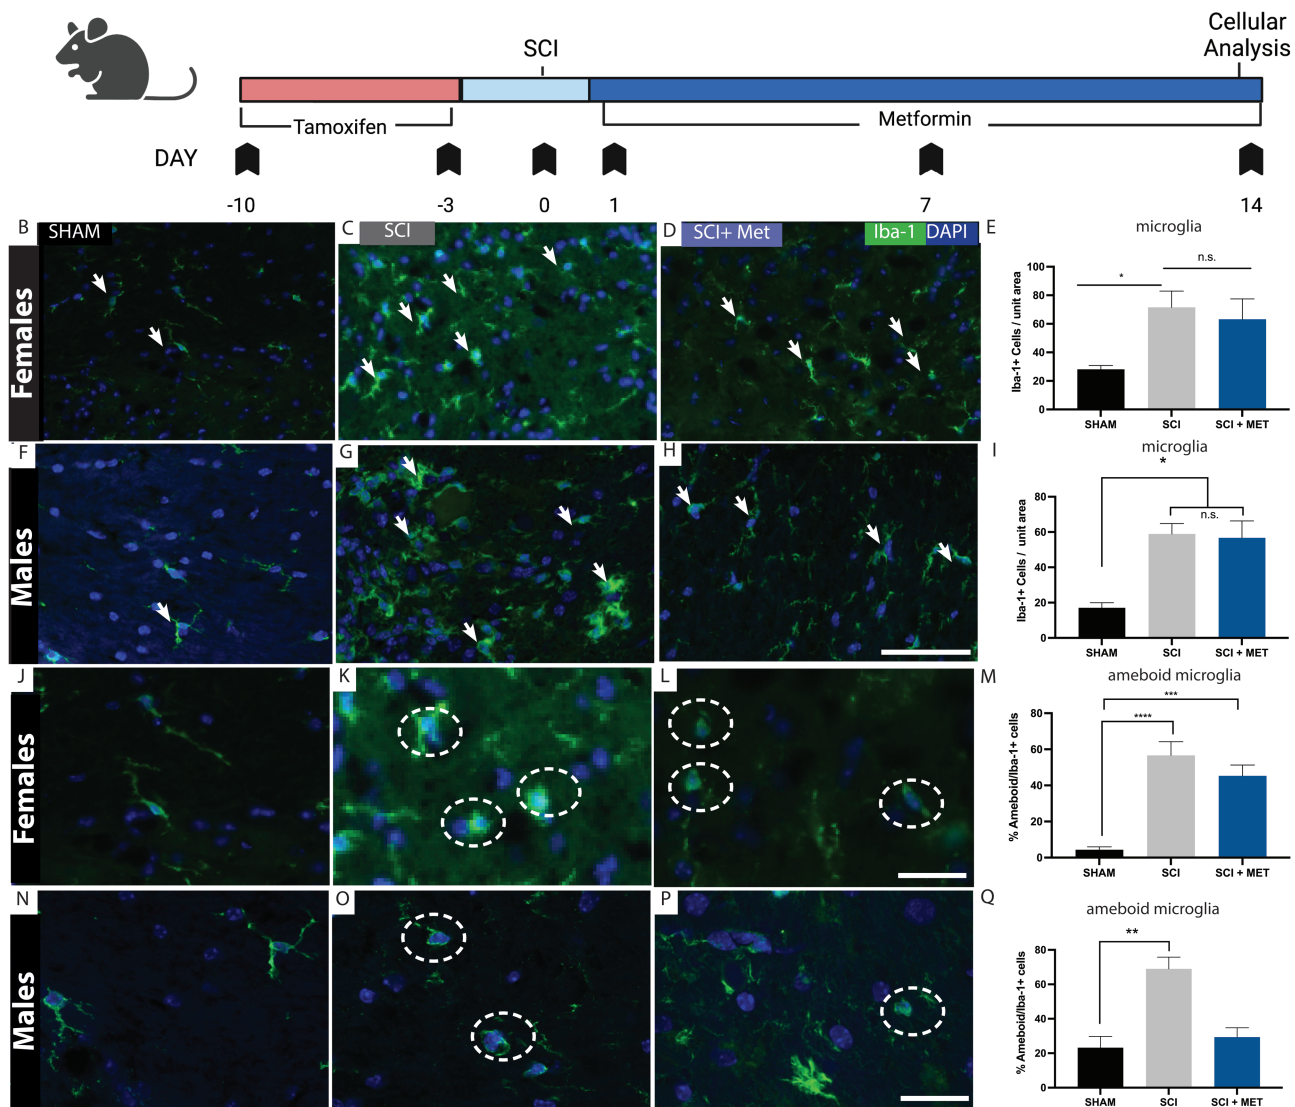 SCI
Cellular
Analysis
Tamoxifen
Metformin
DAY
-10 -3 0 1 7 14
B SHAM
C SCI
D SCI+ Met Iba-1 DAPI
E
microglia
n.s.
*
100
80
60
40
20
0
Iba-1+ Cells / unit area
SHAM SCI SCI + MET
Females
F
G
H
I
microglia
*
n.s.
80
60
40
20
0
Iba-1+ Cells / unit area
SHAM SCI SCI + MET
Males
J
K
L
M
ameboid microglia
***
****
80
60
40
20
0
% Ameboid/Iba-1+ cells
SHAM SCI SCI + MET
Females
N
O
P
Q
ameboid microglia
**
80
60
40
20
0
% Ameboid/Iba-1+ cells
SHAM SCI SCI + MET
Males